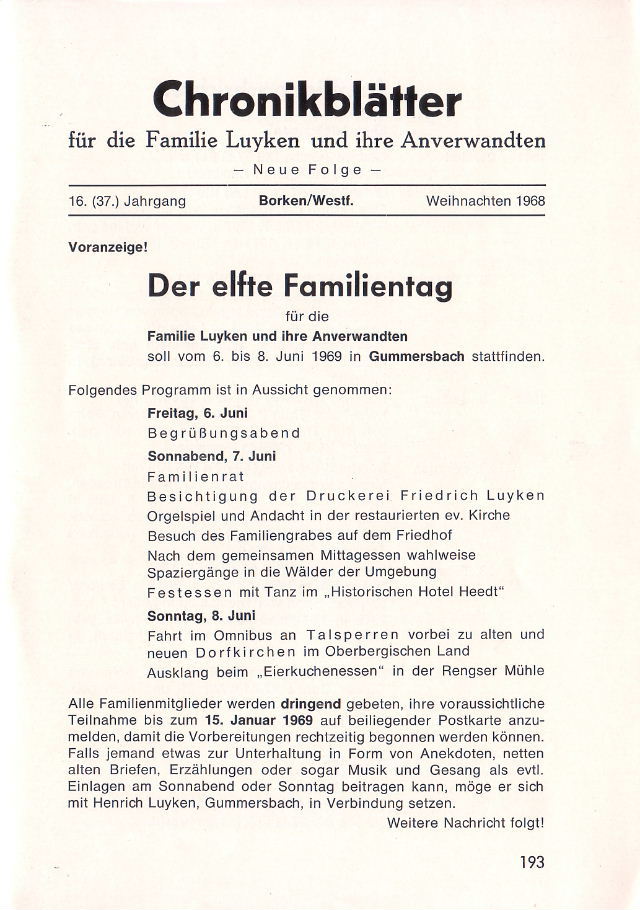 Chronikblätter
für die Familie Luyken und ihre Anverwandten
— Neue Folge —
16. (37.) Jahrgang Borken/Westf. Weihnachten 1968
Voranzeige!
Der elfte Familientag
für die
Familie Luyken und ihre Anverwandten
soll vom 6. bis 8. Juni 1969 in Gummersbach stattfinden.
Folgendes Programm ist in Aussicht genommen:
Freitag, 6. Juni
Begrüßungsabend
Sonnabend, 7. Juni
Familienrat
Besichtigung der Druckerei Friedrich Luyken
Orgelspiel und Andacht in der restaurierten ev. Kirche
Besuch des Familiengrabes auf dem Friedhof
Nach dem gemeinsamen Mittagessen wahlweise
Spaziergänge in die Wälder der Umgebung
Festessen mit Tanz im „Historischen Hotel Heedt“
Sonntag, 8. Juni
Fahrt im Omnibus an Talsperren vorbei zu alten und
neuen Dorfkirchen im Oberbergischen Land
Ausklang beim „Eierkuchenessen“ in der Rengser Mühle
Alle Familienmitglieder werden dringend gebeten, ihre voraussichtliche
Teilnahme bis zum 15. Januar 1969 auf beiliegender Postkarte anzu-
melden, damit die Vorbereitungen rechtzeitig begonnen werden können.
Falls jemand etwas zur Unterhaltung in Form von Anekdoten, netten
alten Briefen, Erzählungen oder sogar Musik und Gesang als evtl.
Einlagen am Sonnabend oder Sonntag beitragen kann, möge er sich
mit Henrich Luyken, Gummersbach, in Verbindung setzen.
Weitere Nachricht folgt!
193